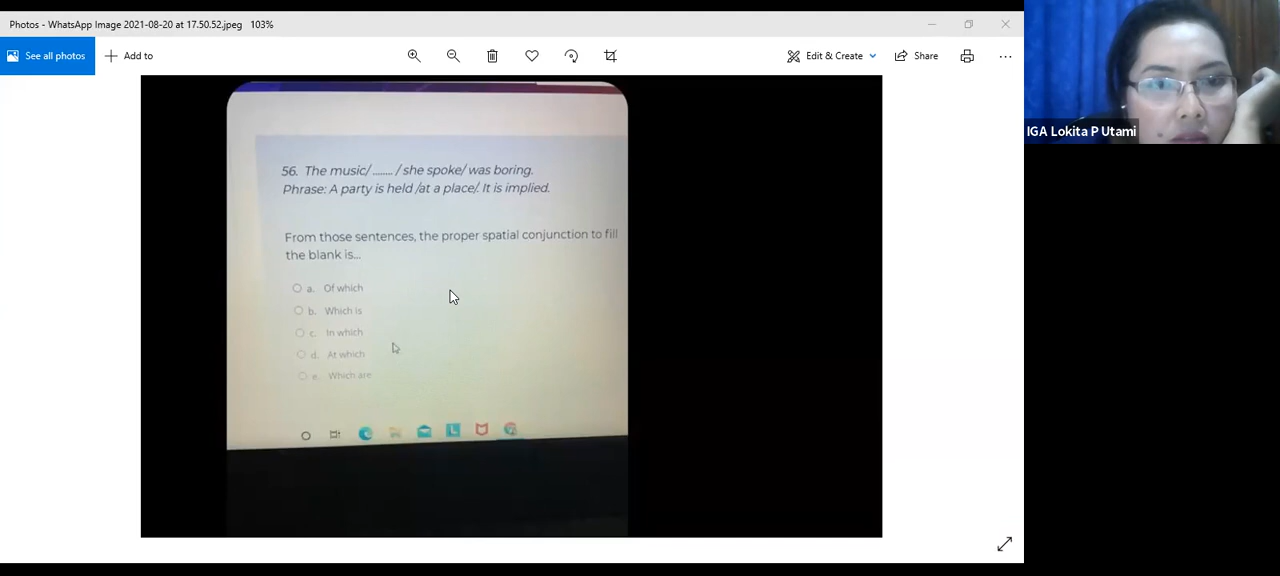 Photos - WhatsApp Image 2021-08-20 at 17.50.52.jpeg 103%
See all photos
Add to
Edit & Create
Share
IGA Lokita P Utami
56. The music/ ........ / she spoke/ was boring.
Phrase: A party is held /at a place/. It is implied.
From those sentences, the proper spatial conjunction to fill
the blank is...
a. Of which
b. Which is
c. In which
d. At which
e. Which are